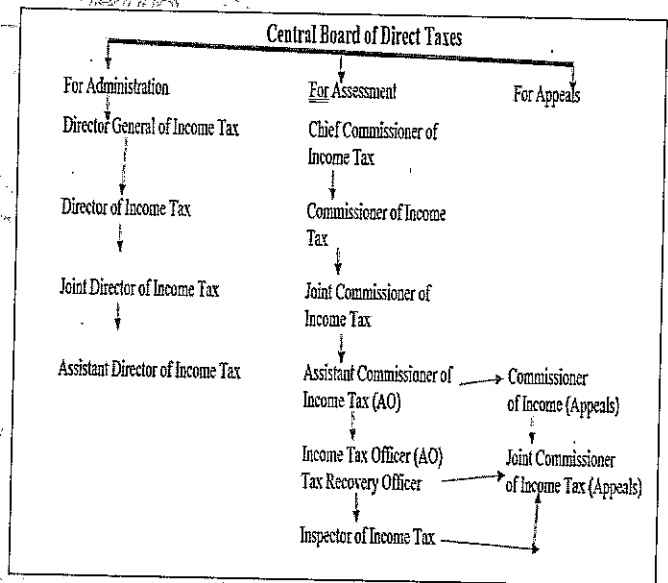 Central Board of Direct Taxes
For Administration
Director General of Income Tax
Director of Income Tax
Joint Director of Income Tax
Assistant Director of Income Tax
For Assessment
Chief Commissioner of
Income Tax
Commissioner of Income
Tax
Joint Commissioner of
Income Tax
Assistant Commissioner of
Income Tax (AO)
Income Tax Officer (AO)
Tax Recovery Officer
Inspector of Income Tax
For Appeals
Commissioner
of Income (Appeals)
Joint Commissioner
of Income Tax (Appeals)